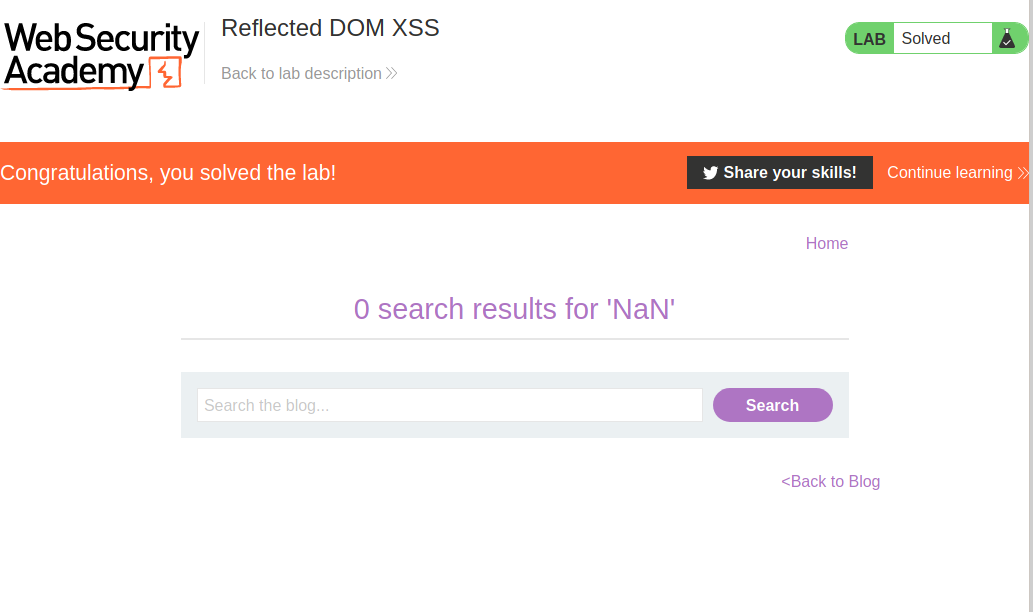 Web Security
Academy
Reflected DOM XSS
Back to lab description
LAB Solved
Congratulations, you solved the lab!
Share your skills!
Continue learning
Home
0 search results for 'NaN'
Search the blog...
Search
<Back to Blog